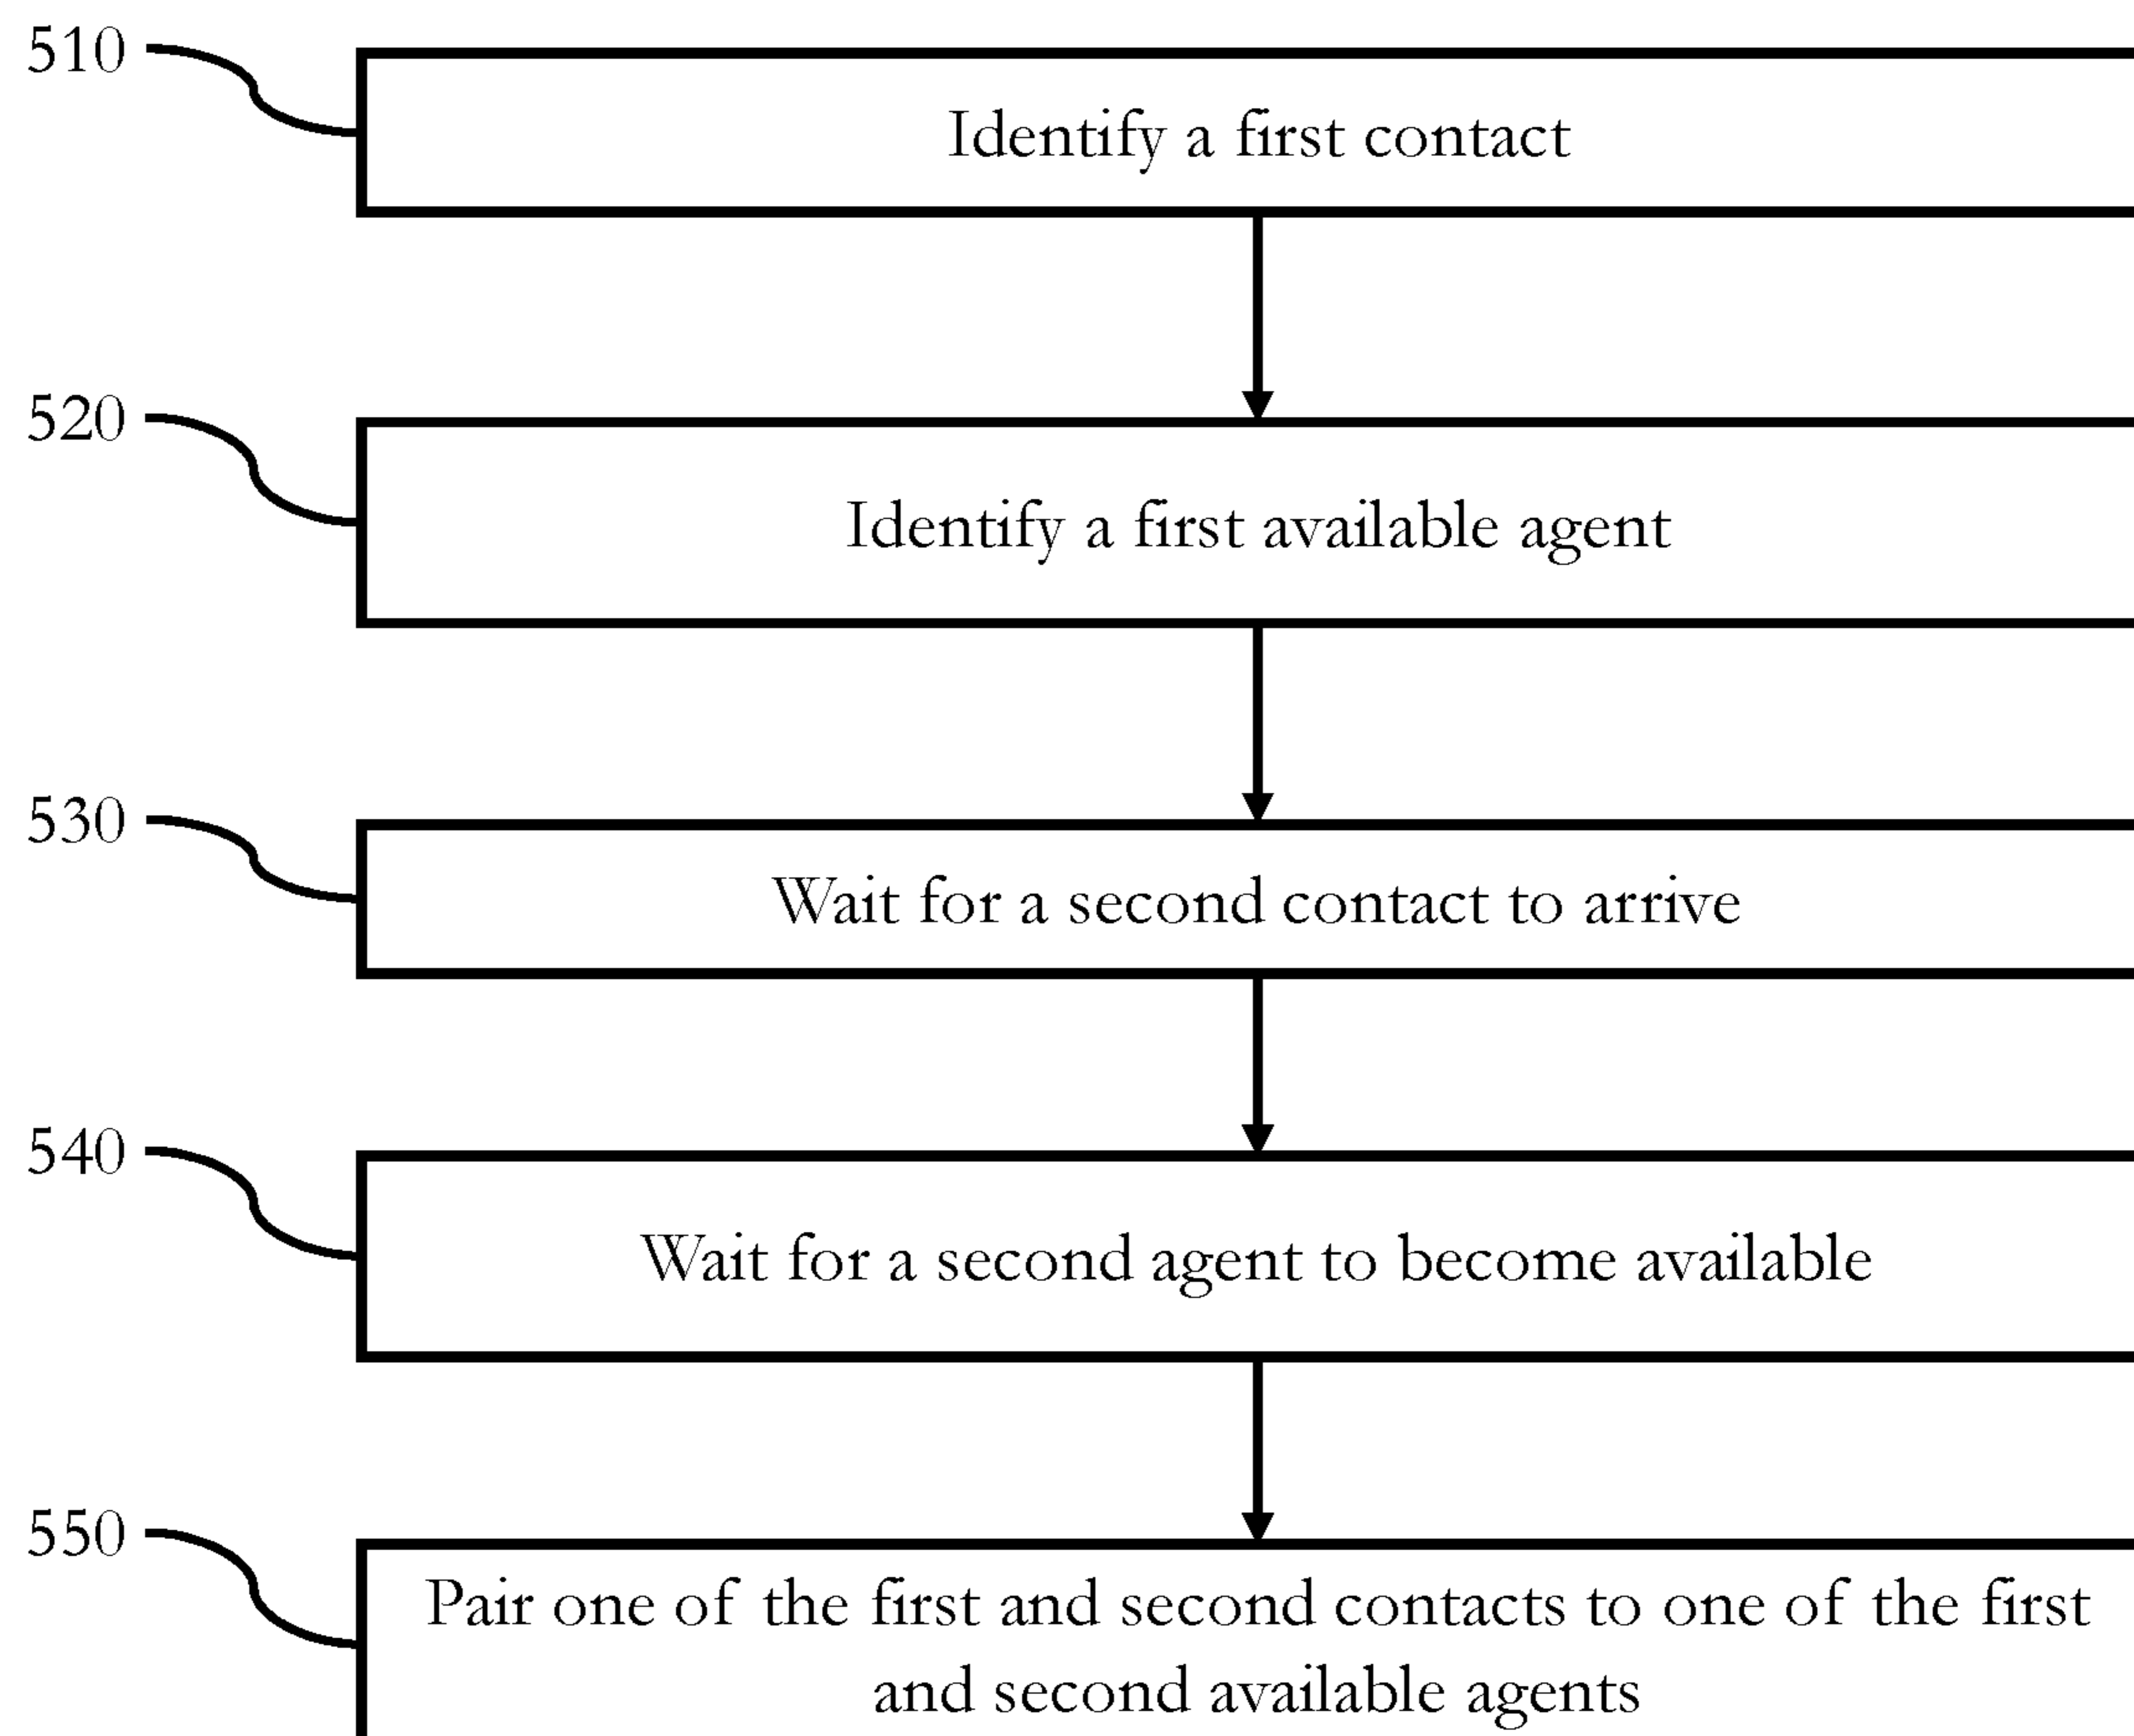 510
Identify a first contact
520
Identify a first available agent
530
Wait for a second contact to arrive
540
Wait for a second agent to become available
550
Pair one of the first and second contacts to one of the first
and second available agents